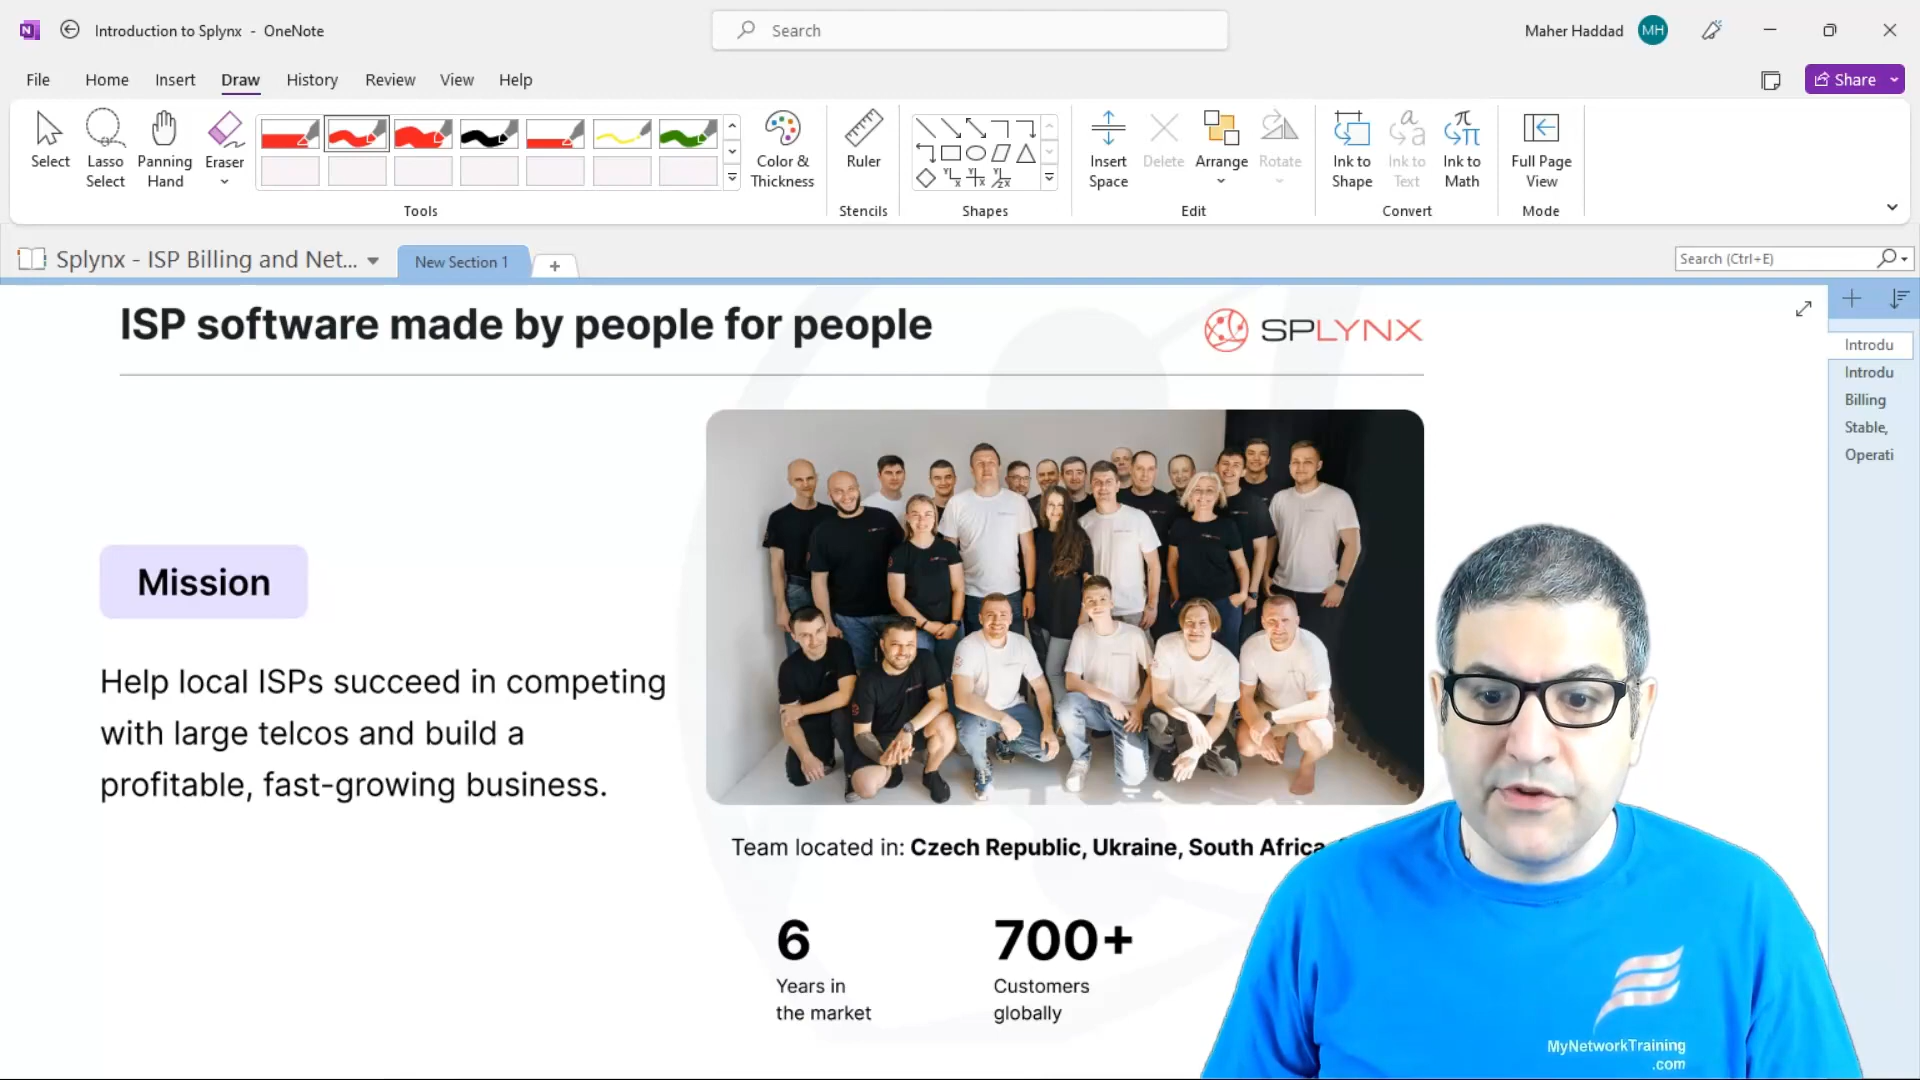 Introduction to Splynx - OneNote
Search
Maher Haddad
MH
File
Home
Insert
Draw
History
Review
View
Help
Share
Select
Lasso
Select
Panning
Hand
Eraser
Color &
Thickness
Tools
Ruler
Stencils
Shapes
Insert
Space
Delete
Arrange
Rotate
Edit
Ink to
Shape
Ink to
Text
Ink to
Math
Convert
Full Page
View
Mode
Splynx - ISP Billing and Net...
New Section 1
Search (Ctrl+E)
ISP software made by people for people
SPLYNX
Introdu
Introdu
Billing
Stable,
Operati
Mission
Help local ISPs succeed in competing
with large telcos and build a
profitable, fast-growing business.
Team located in: Czech Republic, Ukraine, South Africa,
6
Years in
the market
700+
Customers
globally
MyNetworkTraining
.com